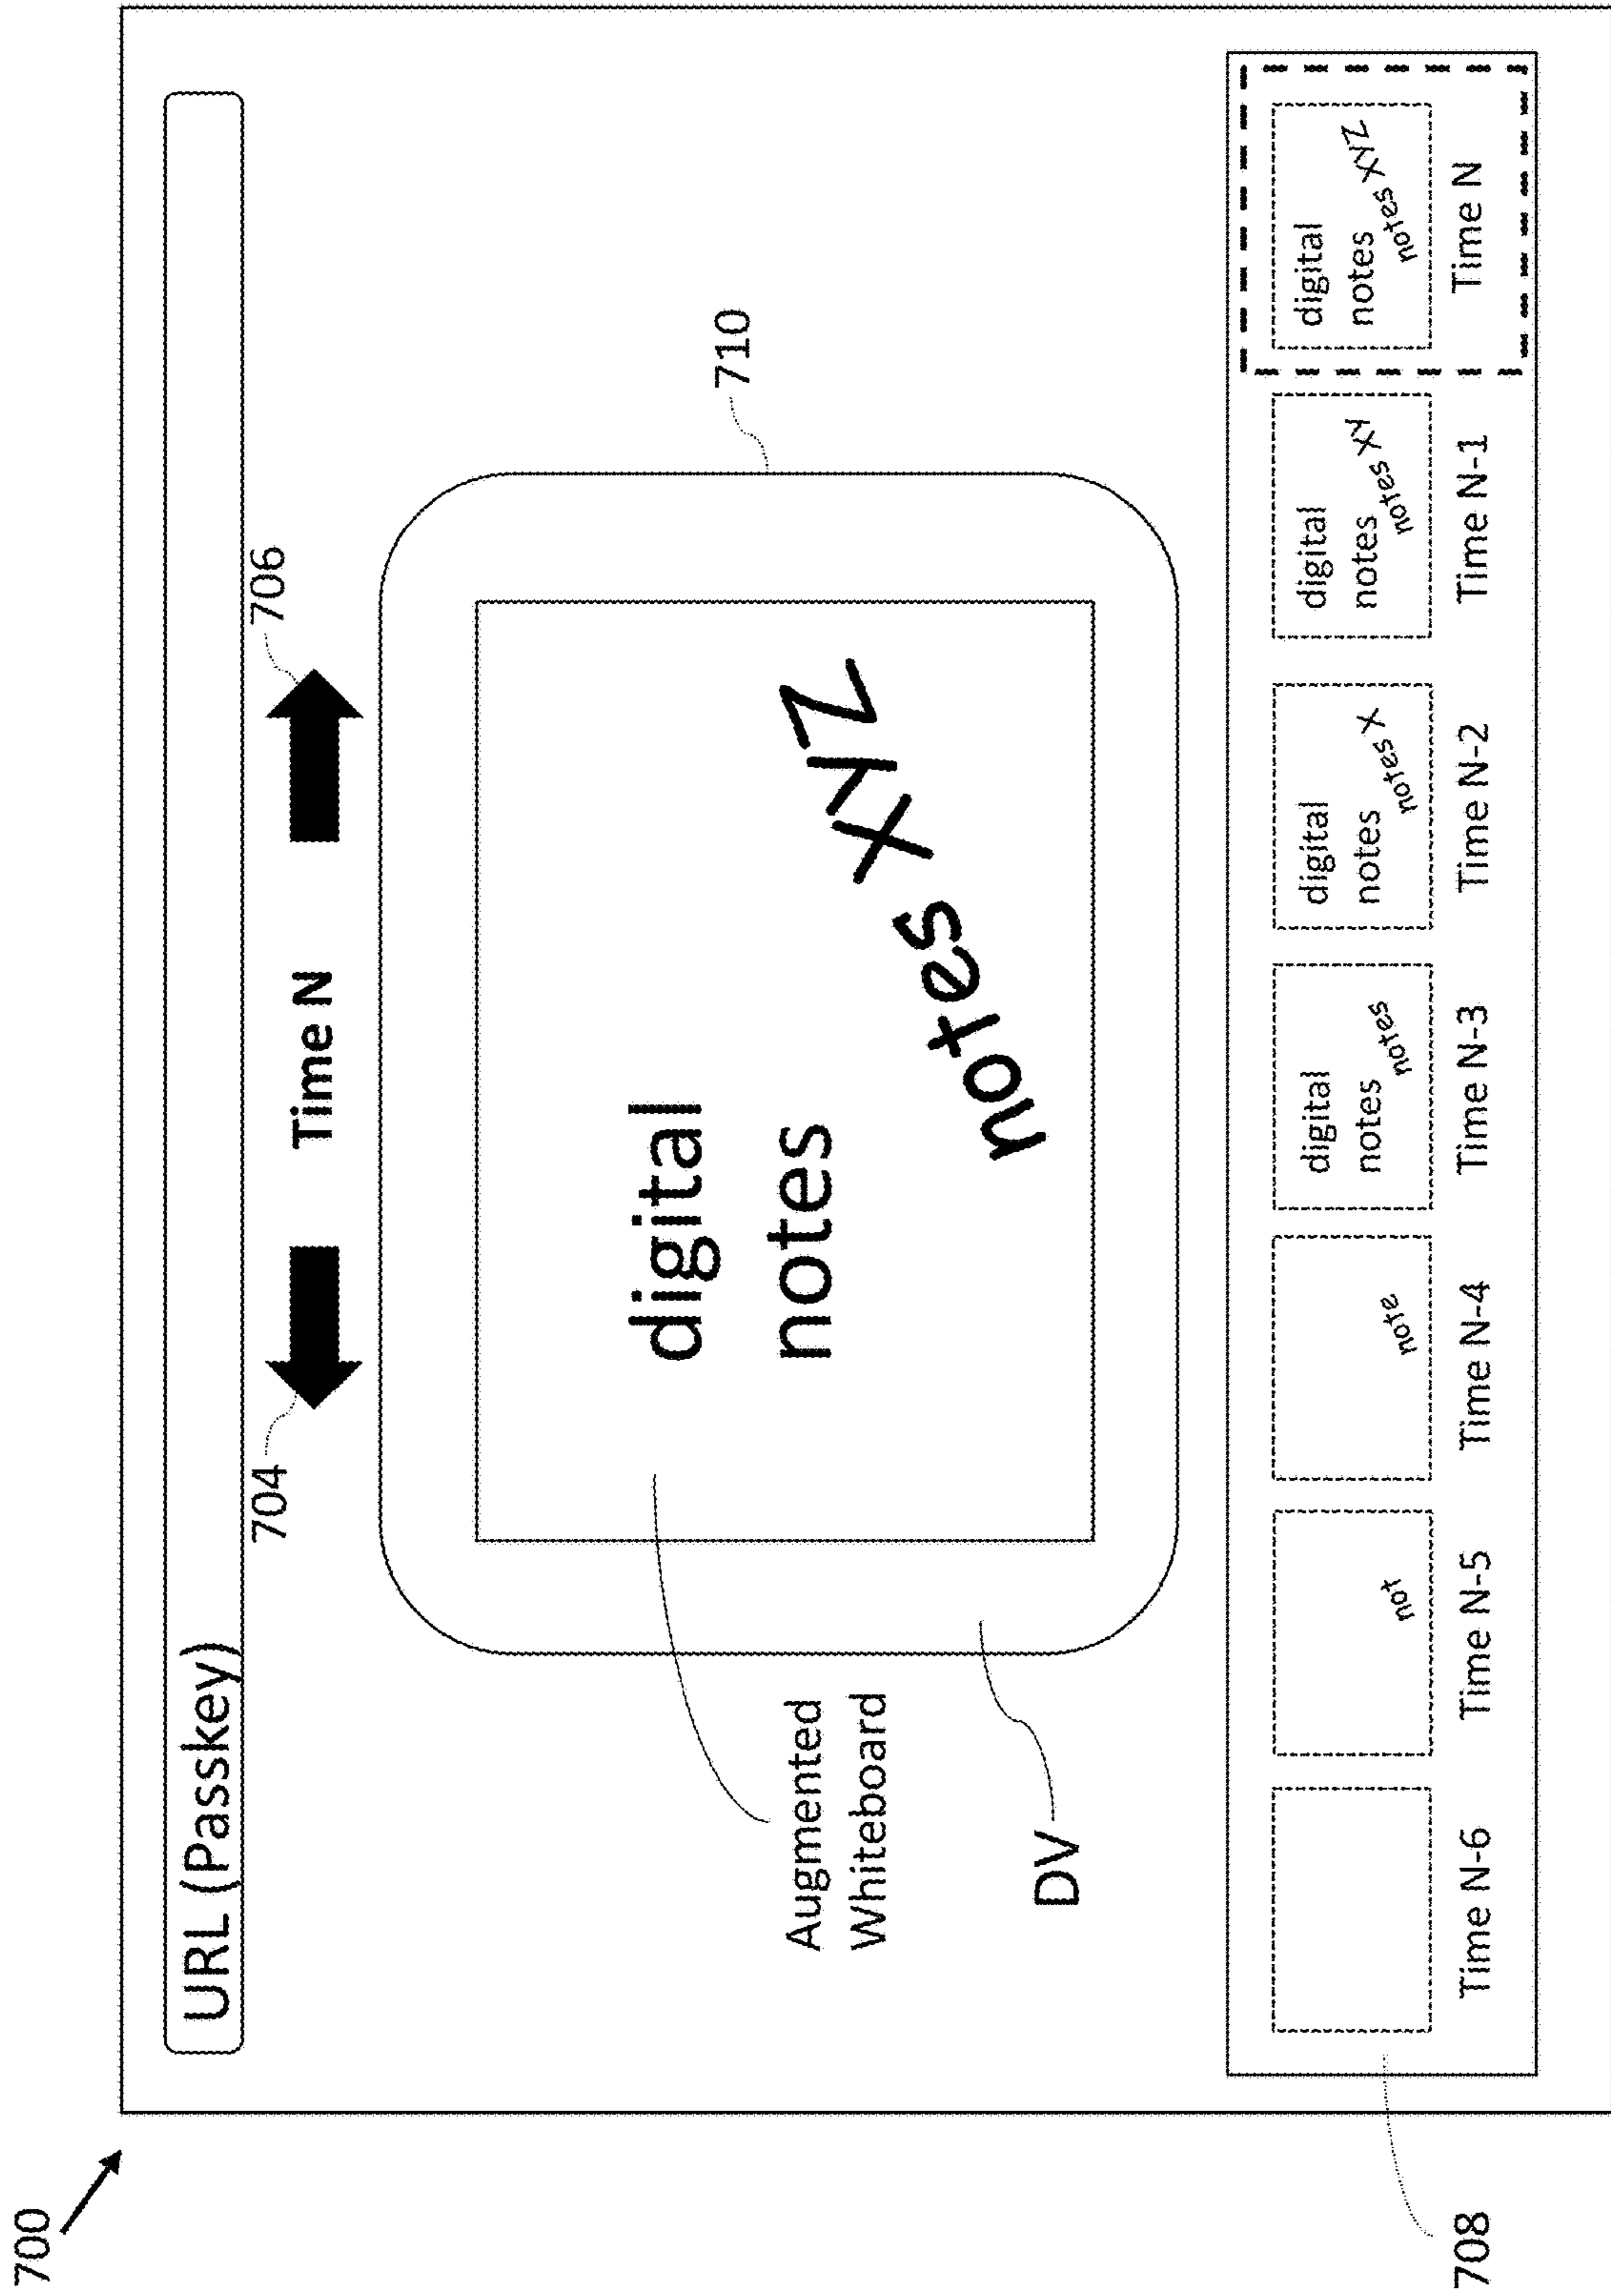 700
URL (Passkey)
704
Time N
706
710
digital
notes
notes XYZ
Augmented
Whiteboard
DV
not
note
digital
notes
notes
digital
notes
notes X
digital
notes
notes XY
digital
notes
notes XYZ
Time N-6
Time N-5
Time N-4
Time N-3
Time N-2
Time N-1
Time N
708